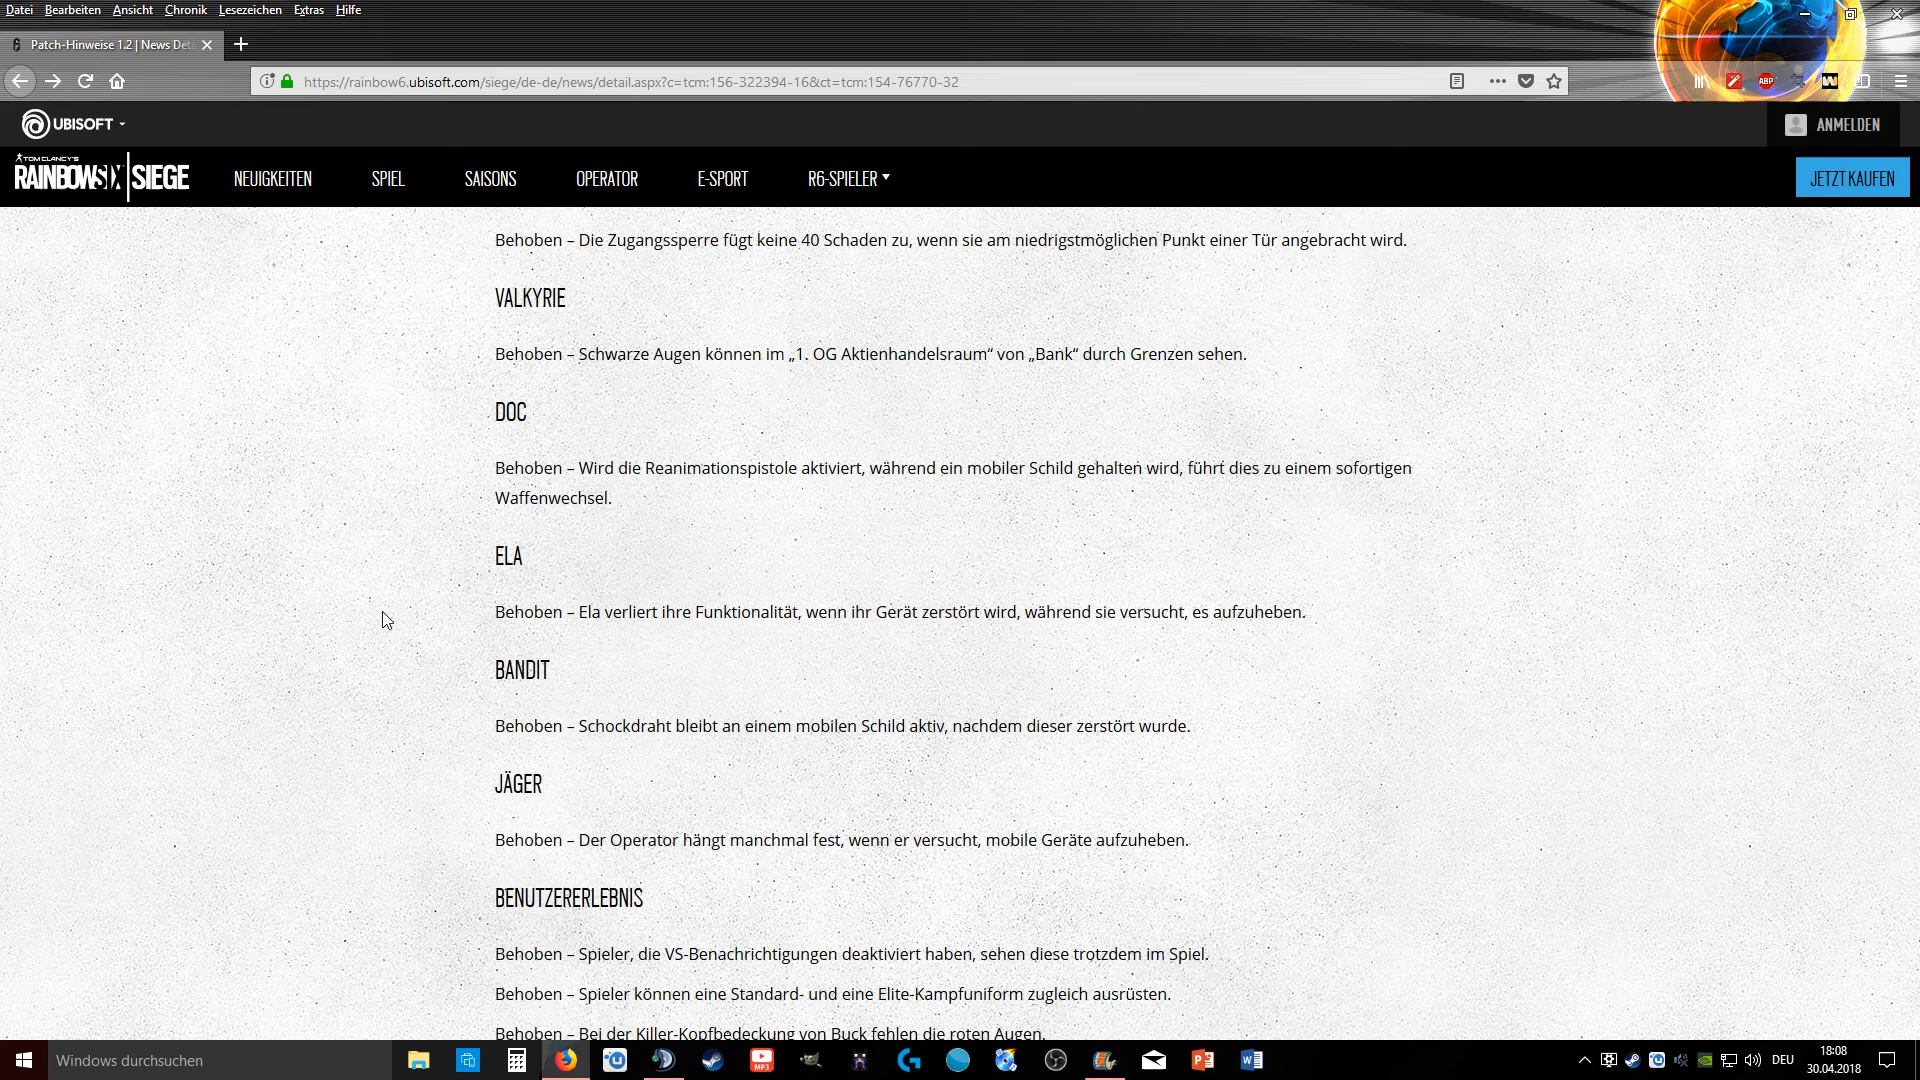 Datei Bearbeiten Ansicht Chronik Lesezeichen Extras Hilfe
Patch-Hinweise 1.2 | News Deta
https://rainbow6.ubisoft.com/siege/de-de/news/detail.aspx?c=tcm:156-322394-16&ct=tcm:154-76770-32
ABP
UBISOFT
ANMELDEN
TOM CLANCY'S
RAINBOWSIX SIEGE
NEUIGKEITEN SPIEL SAISONS OPERATOR E-SPORT R6-SPIELER
JETZT KAUFEN
Behoben – Die Zugangssperre fügt keine 40 Schaden zu, wenn sie am niedrigstmöglichen Punkt einer Tür angebracht wird.
VALKYRIE
Behoben – Schwarze Augen können im „1. OG Aktienhandelsraum“ von „Bank“ durch Grenzen sehen.
DOC
Behoben – Wird die Reanimationspistole aktiviert, während ein mobiler Schild gehalten wird, führt dies zu einem sofortigen
Waffenwechsel.
ELA
Behoben – Ela verliert ihre Funktionalität, wenn ihr Gerät zerstört wird, während sie versucht, es aufzuheben.
BANDIT
Behoben – Schockdraht bleibt an einem mobilen Schild aktiv, nachdem dieser zerstört wurde.
JÄGER
Behoben – Der Operator hängt manchmal fest, wenn er versucht, mobile Geräte aufzuheben.
BENUTZERERLEBNIS
Behoben – Spieler, die VS-Benachrichtigungen deaktiviert haben, sehen diese trotzdem im Spiel.
Behoben – Spieler können eine Standard- und eine Elite-Kampfuniform zugleich ausrüsten.
Behoben – Bei der Killer-Kopfbedeckung von Buck fehlen die roten Augen.
Windows durchsuchen
MP3
DEU
18:08
30.04.2018